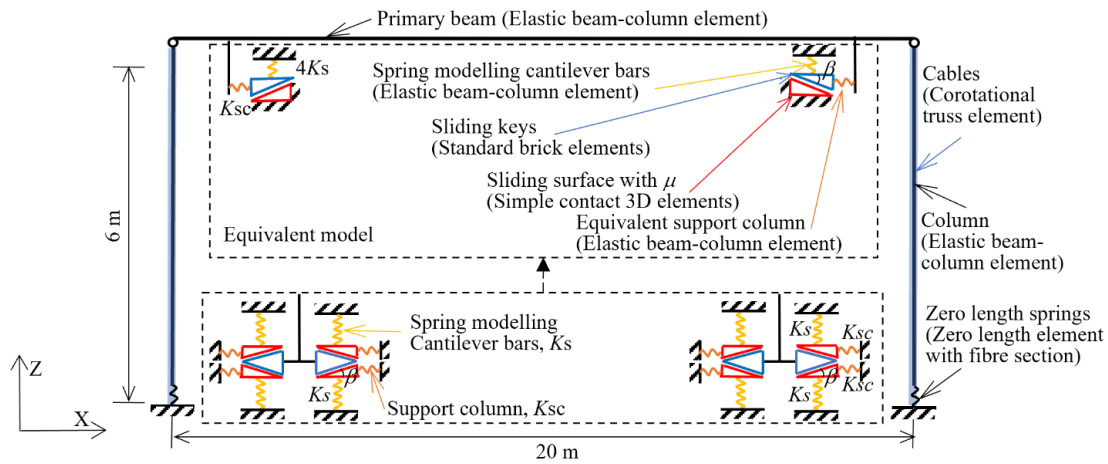 Primary beam (Elastic beam-column element)
4Ks
Ksc
Spring modelling cantilever bars
(Elastic beam-column element)
β
Cables
(Corotational
truss element)
Sliding keys
(Standard brick elements)
Sliding surface with μ
(Simple contact 3D elements)
Equivalent support column
(Elastic beam-column element)
Equivalent model
6 m
Column
(Elastic beam-
column element)
Spring modelling
Cantilever bars, Ks
β
Ks
Support column, Ksc
Ks
Ksc
β
Ksc
Ks
Zero length springs
(Zero length element
with fibre section)
Z
X
20 m